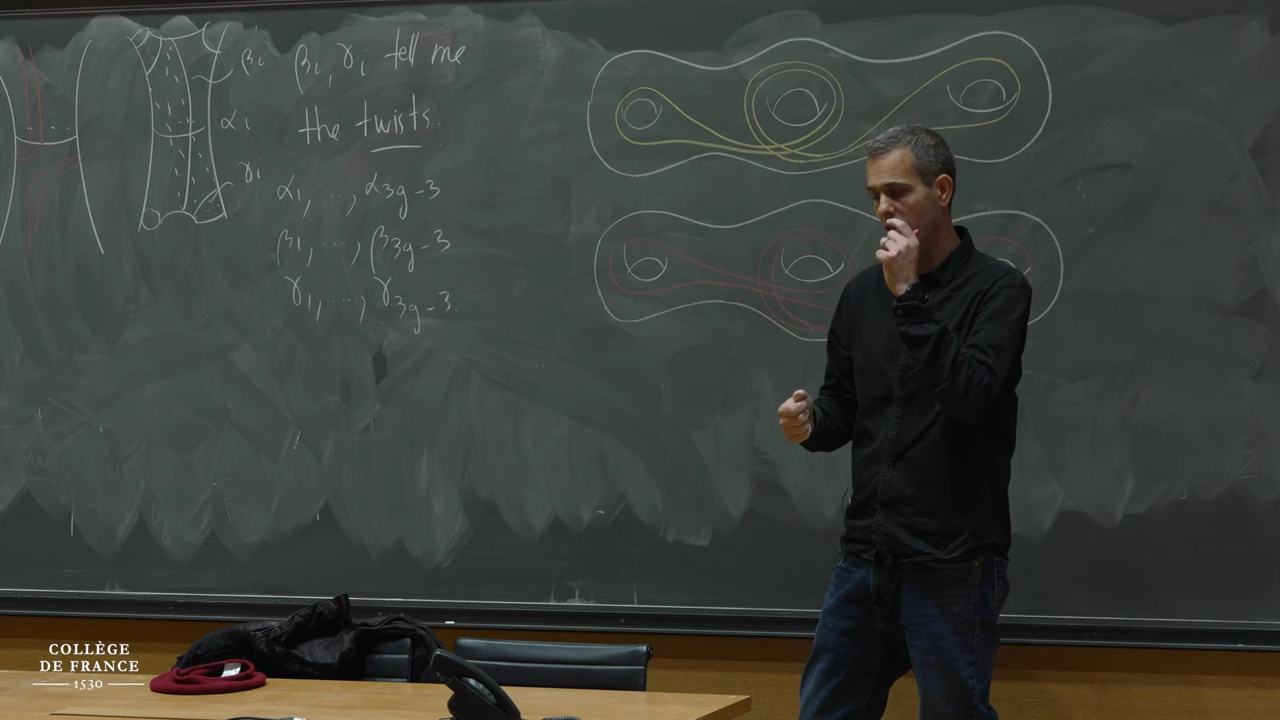 βi
αi
γi
βi, γi tell me
the twists.
α1, ..., α3g-3
β1, ..., β3g-3
γ1, ..., γ3g-3.
COLLÈGE
DE FRANCE
1530